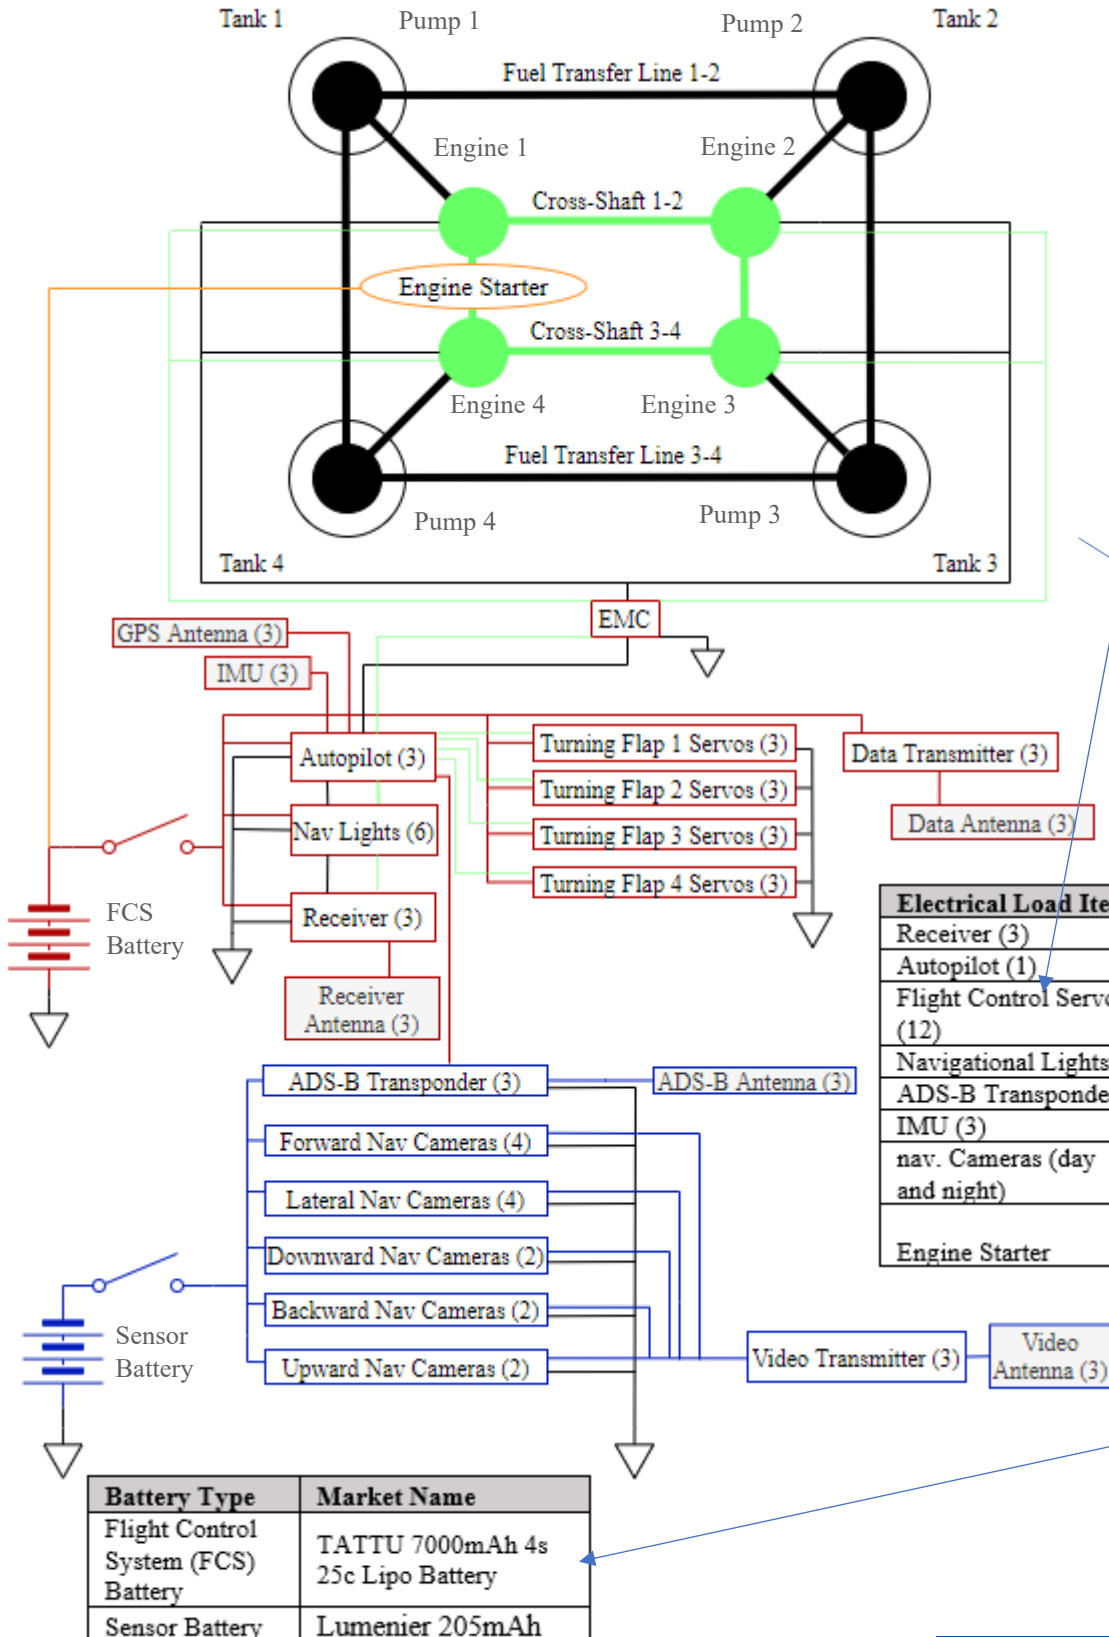 Tank 1
Pump 1
Pump 2
Tank 2
Fuel Transfer Line 1-2
Engine 1
Engine 2
Cross-Shaft 1-2
Engine Starter
Cross-Shaft 3-4
Engine 4
Engine 3
Fuel Transfer Line 3-4
Pump 4
Pump 3
Tank 4
Tank 3
EMC
GPS Antenna (3)
IMU (3)
Autopilot (3)
Turning Flap 1 Servos (3)
Data Transmitter (3)
Turning Flap 2 Servos (3)
Nav Lights (6)
Turning Flap 3 Servos (3)
Data Antenna (3)
Turning Flap 4 Servos (3)
FCS
Battery
Receiver (3)
Receiver
Antenna (3)
Electrical Load Ite
Receiver (3)
Autopilot (1)
Flight Control Servo
(12)
Navigational Lights
ADS-B Transponde
IMU (3)
nav. Cameras (day
and night)
Engine Starter
ADS-B Transponder (3)
ADS-B Antenna (3)
Forward Nav Cameras (4)
Lateral Nav Cameras (4)
Downward Nav Cameras (2)
Backward Nav Cameras (2)
Upward Nav Cameras (2)
Sensor
Battery
Video Transmitter (3)
Video
Antenna (3)
Battery Type
Market Name
Flight Control
System (FCS)
Battery
TATTU 7000mAh 4s
25c Lipo Battery
Sensor Battery
Lumenier 205mAh